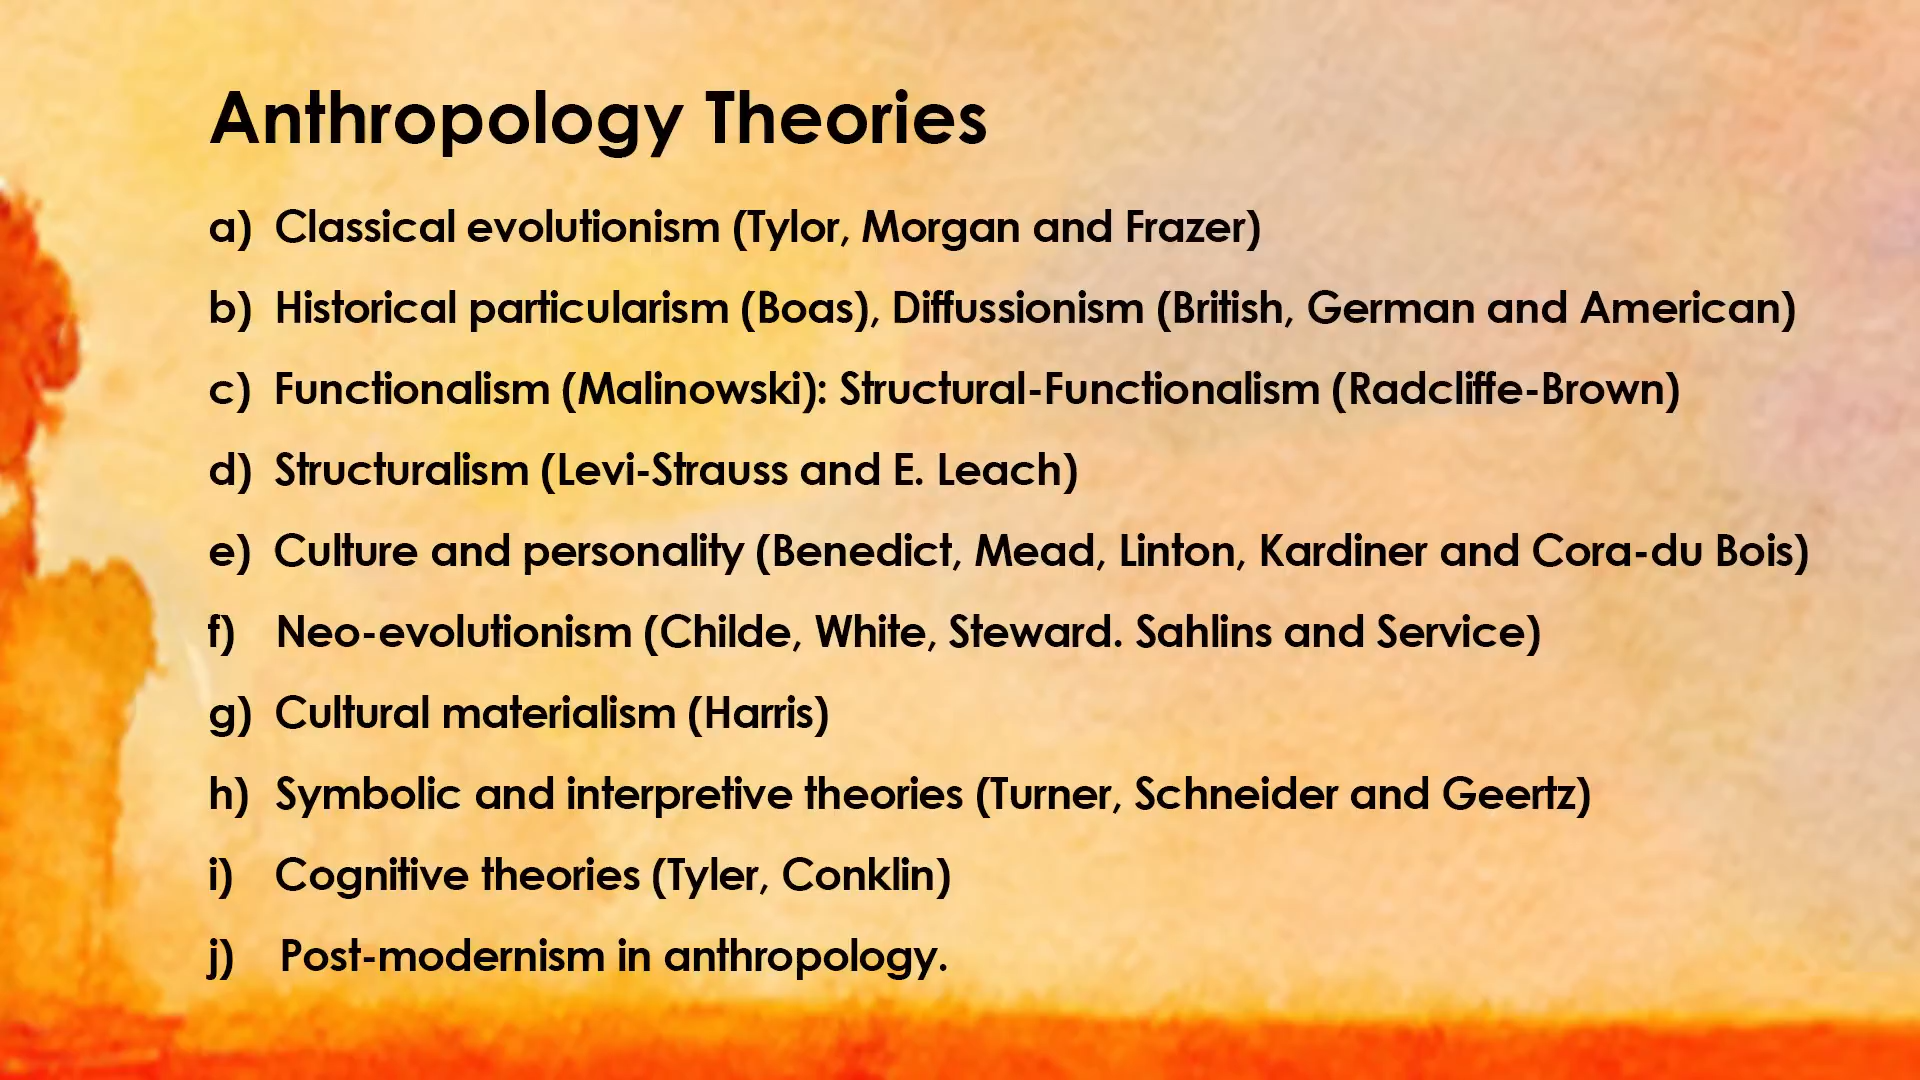 Anthropology Theories
a) Classical evolutionism (Tylor, Morgan and Frazer)
b) Historical particularism (Boas), Diffussionism (British, German and American)
c) Functionalism (Malinowski): Structural-Functionalism (Radcliffe-Brown)
d) Structuralism (Levi-Strauss and E. Leach)
e) Culture and personality (Benedict, Mead, Linton, Kardiner and Cora-du Bois)
f) Neo-evolutionism (Childe, White, Steward. Sahlins and Service)
g) Cultural materialism (Harris)
h) Symbolic and interpretive theories (Turner, Schneider and Geertz)
i) Cognitive theories (Tyler, Conklin)
j) Post-modernism in anthropology.